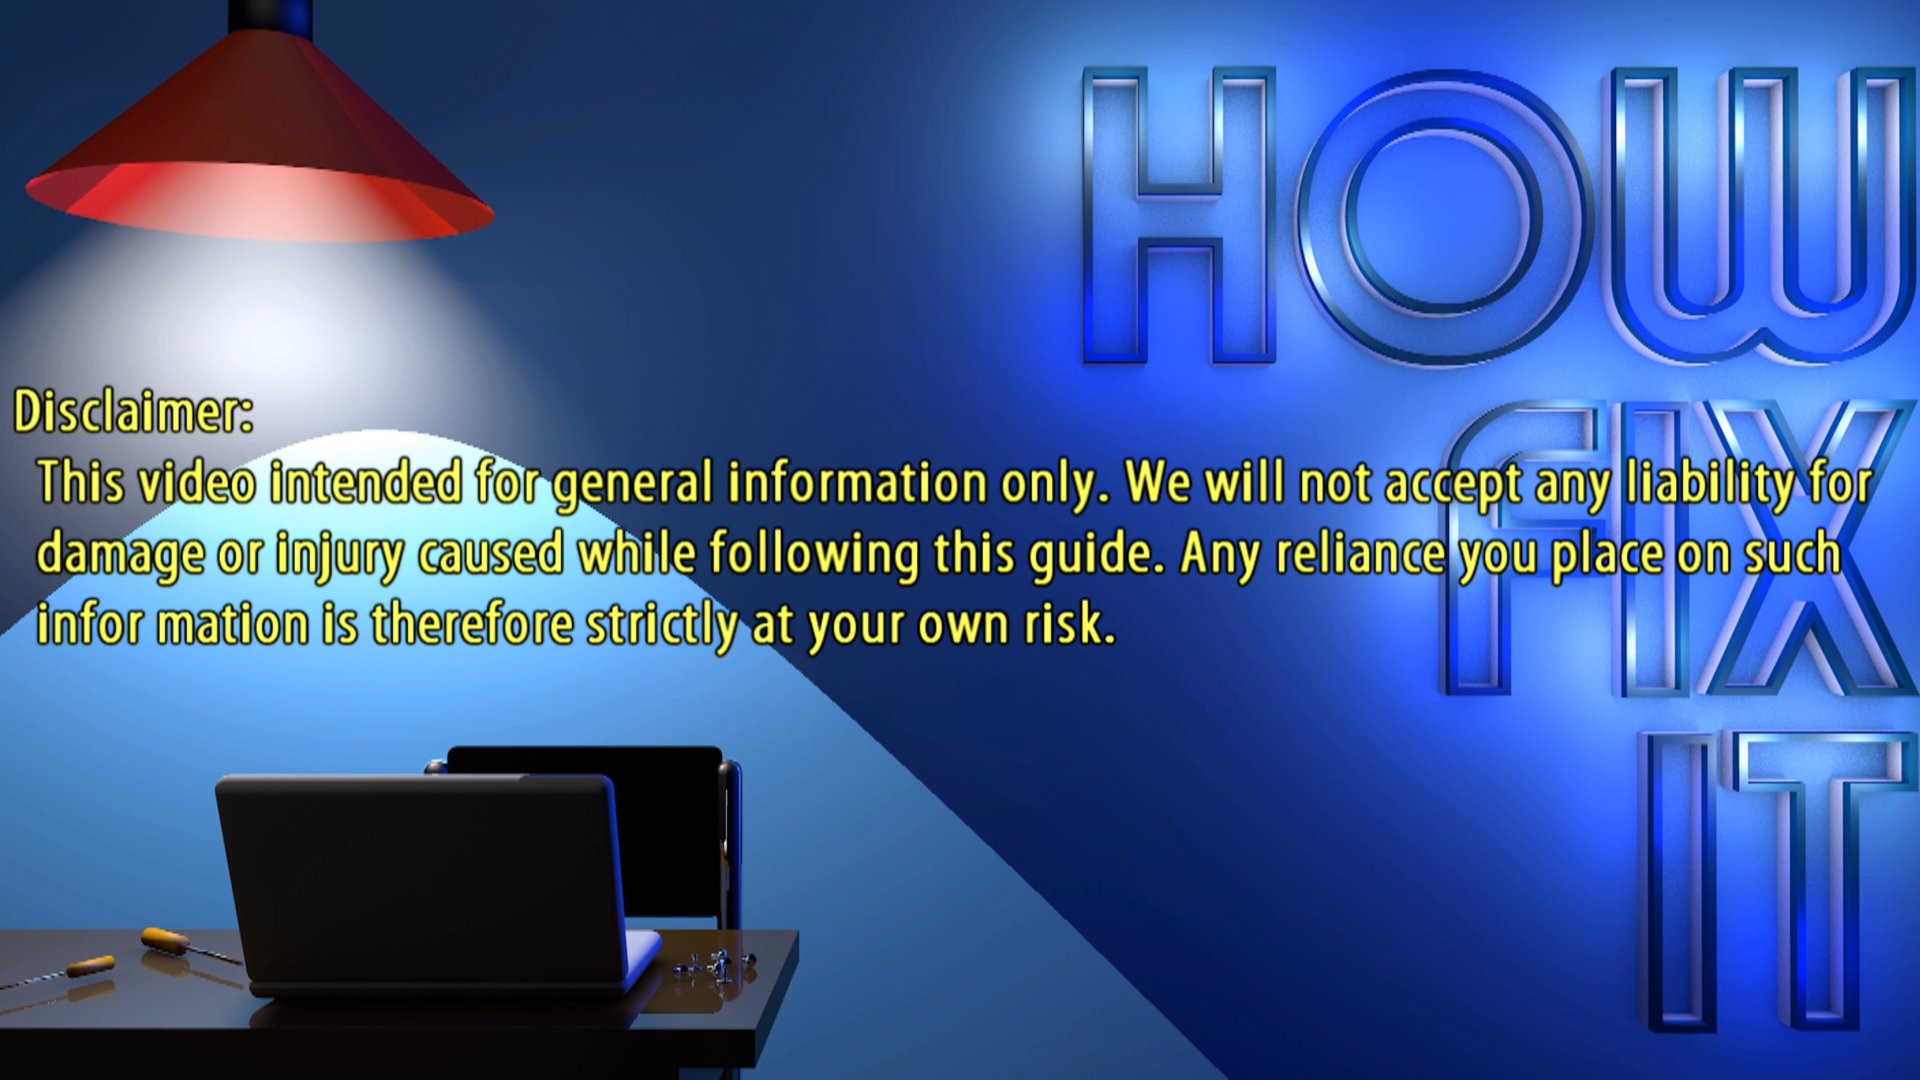 HOW
FIX
IT
Disclaimer:
This video intended for general information only. We will not accept any liability for
damage or injury caused while following this guide. Any reliance you place on such
infor mation is therefore strictly at your own risk.